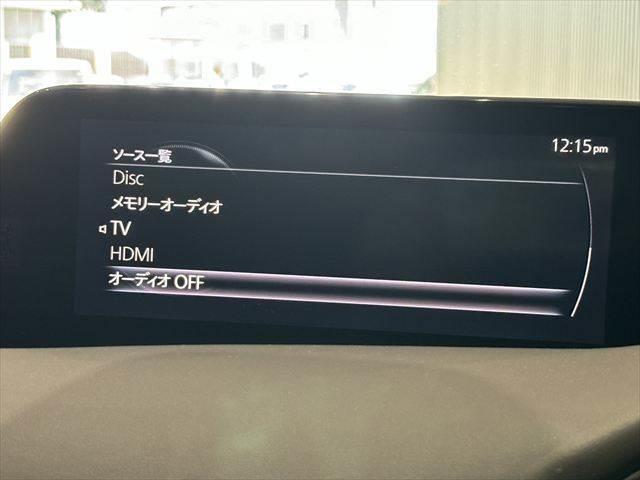 12:15pm
ソース一覧
Disc
メモリーオーディオ
TV
HDMI
オーディオ OFF